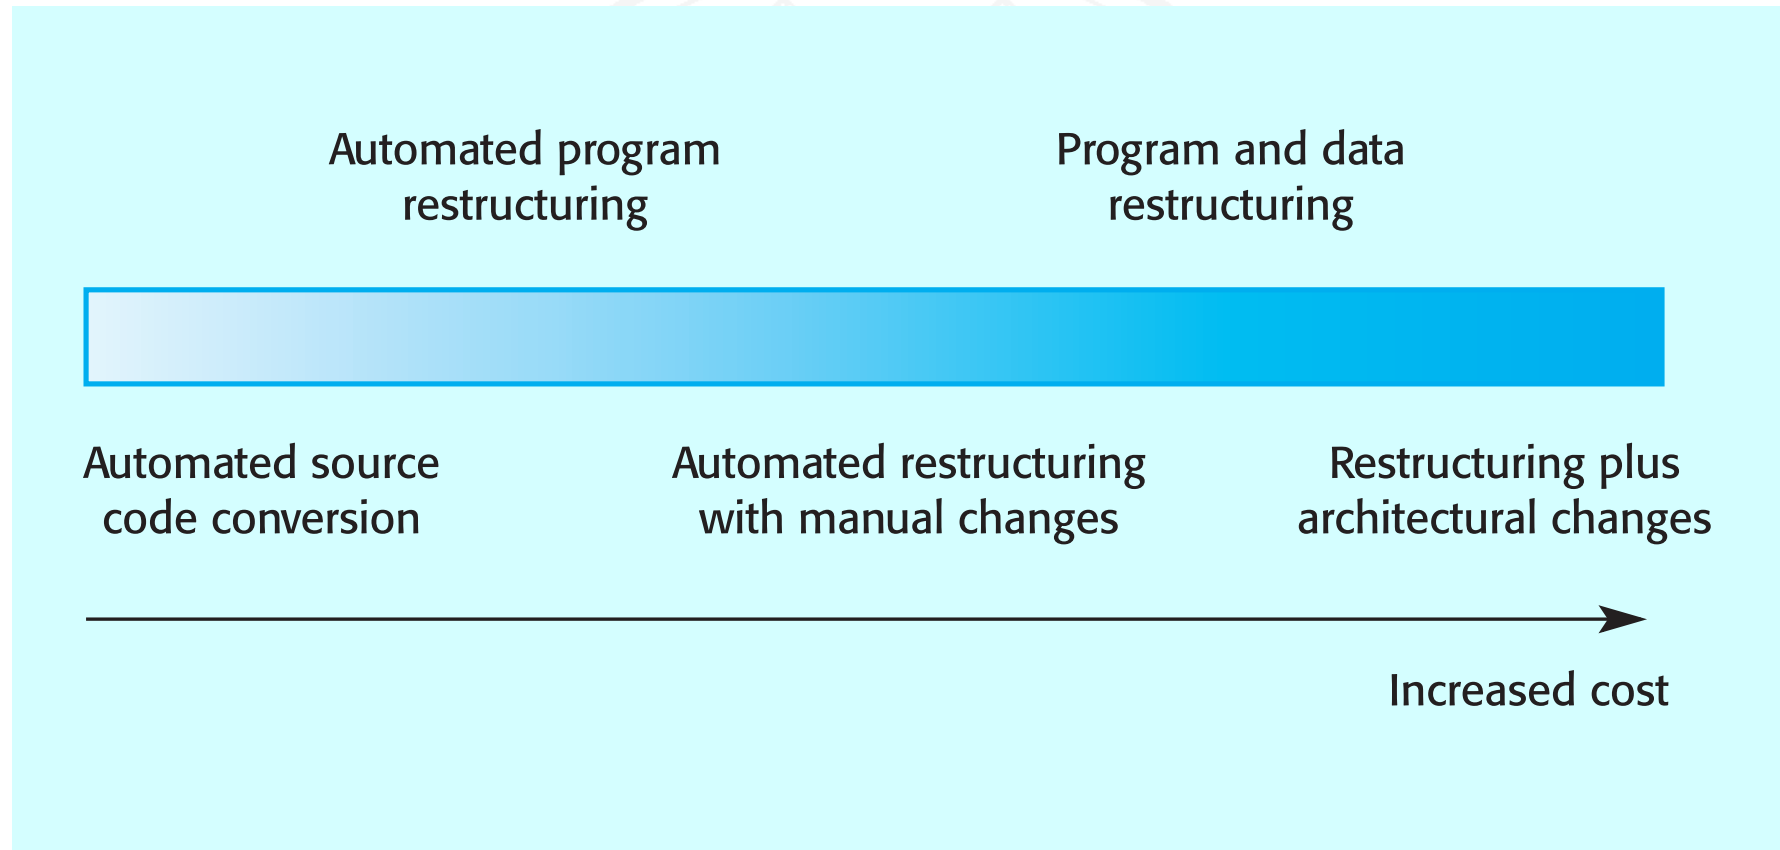 Automated program
restructuring
Program and data
restructuring
Automated source
code conversion
Automated restructuring
with manual changes
Restructuring plus
architectural changes
Increased cost